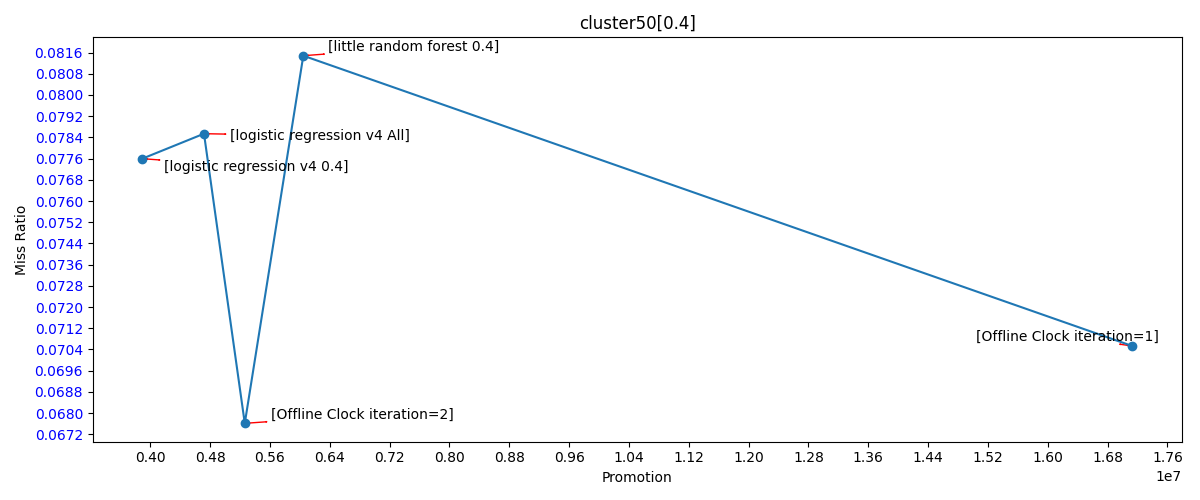 cluster50[0.4]
Miss Ratio
0.0816
0.0808
0.0800
0.0792
0.0784
0.0776
0.0768
0.0760
0.0752
0.0744
0.0736
0.0728
0.0720
0.0712
0.0704
0.0696
0.0688
0.0680
0.0672
[little random forest 0.4]
[logistic regression v4 All]
[logistic regression v4 0.4]
[Offline Clock iteration=1]
[Offline Clock iteration=2]
0.40 0.48 0.56 0.64 0.72 0.80 0.88 0.96 1.04 1.12 1.20 1.28 1.36 1.44 1.52 1.60 1.68 1.76
1e7
Promotion